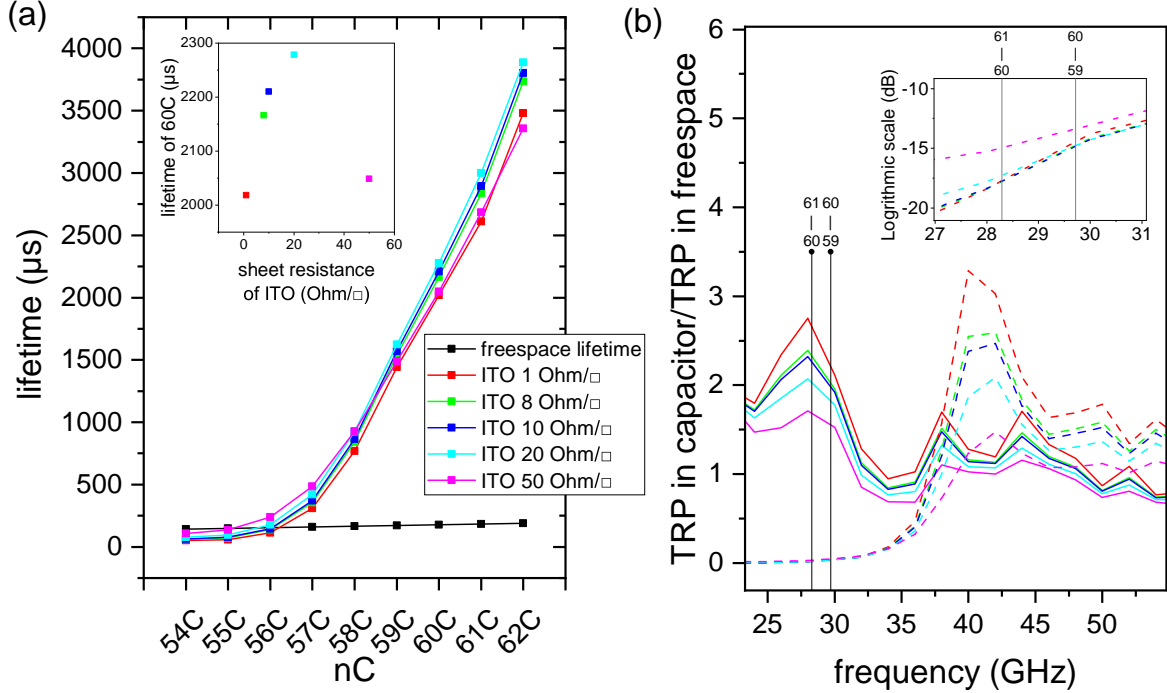 (a)
4000
3500
3000
2500
2000
1500
1000
500
0
lifetime (μs)
54C
55C
56C
57C
58C
59C
60C
61C
62C
nC
2300
2200
2100
2000
lifetime of 60C (μs)
0
20
40
60
sheet resistance
of ITO (Ohm/□)
freespace lifetime
ITO 1 Ohm/□
ITO 8 Ohm/□
ITO 10 Ohm/□
ITO 20 Ohm/□
ITO 50 Ohm/□
(b)
6
5
4
3
2
1
0
TRP in capacitor/TRP in freespace
25
30
35
40
45
50
frequency (GHz)
61 60
60 59
61 60
60 59
-10
-15
-20
Logrithmic scale (dB)
27
28
29
30
31